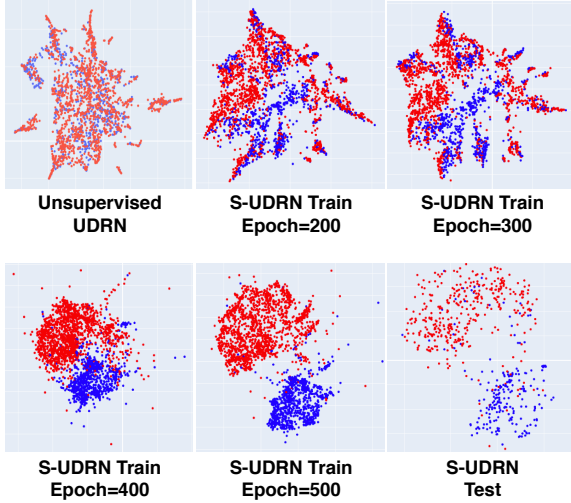 Unsupervised
UDRN
S-UDRN Train
Epoch=200
S-UDRN Train
Epoch=300
S-UDRN Train
Epoch=400
S-UDRN Train
Epoch=500
S-UDRN
Test